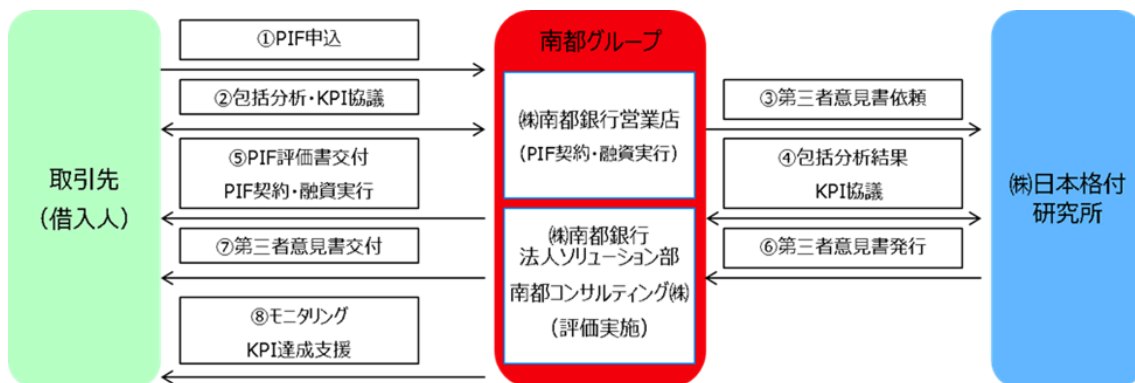 取引先
(借入人)
①PIF申込
②包括分析・KPI協議
⑤PIF評価書交付
PIF契約・融資実行
⑦第三者意見書交付
⑧モニタリング
KPI達成支援
南都グループ
㈱南都銀行営業店
(PIF契約・融資実行)
㈱南都銀行
法人ソリューション部
南都コンサルティング㈱
(評価実施)
③第三者意見書依頼
④包括分析結果
KPI協議
⑥第三者意見書発行
㈱日本格付
研究所